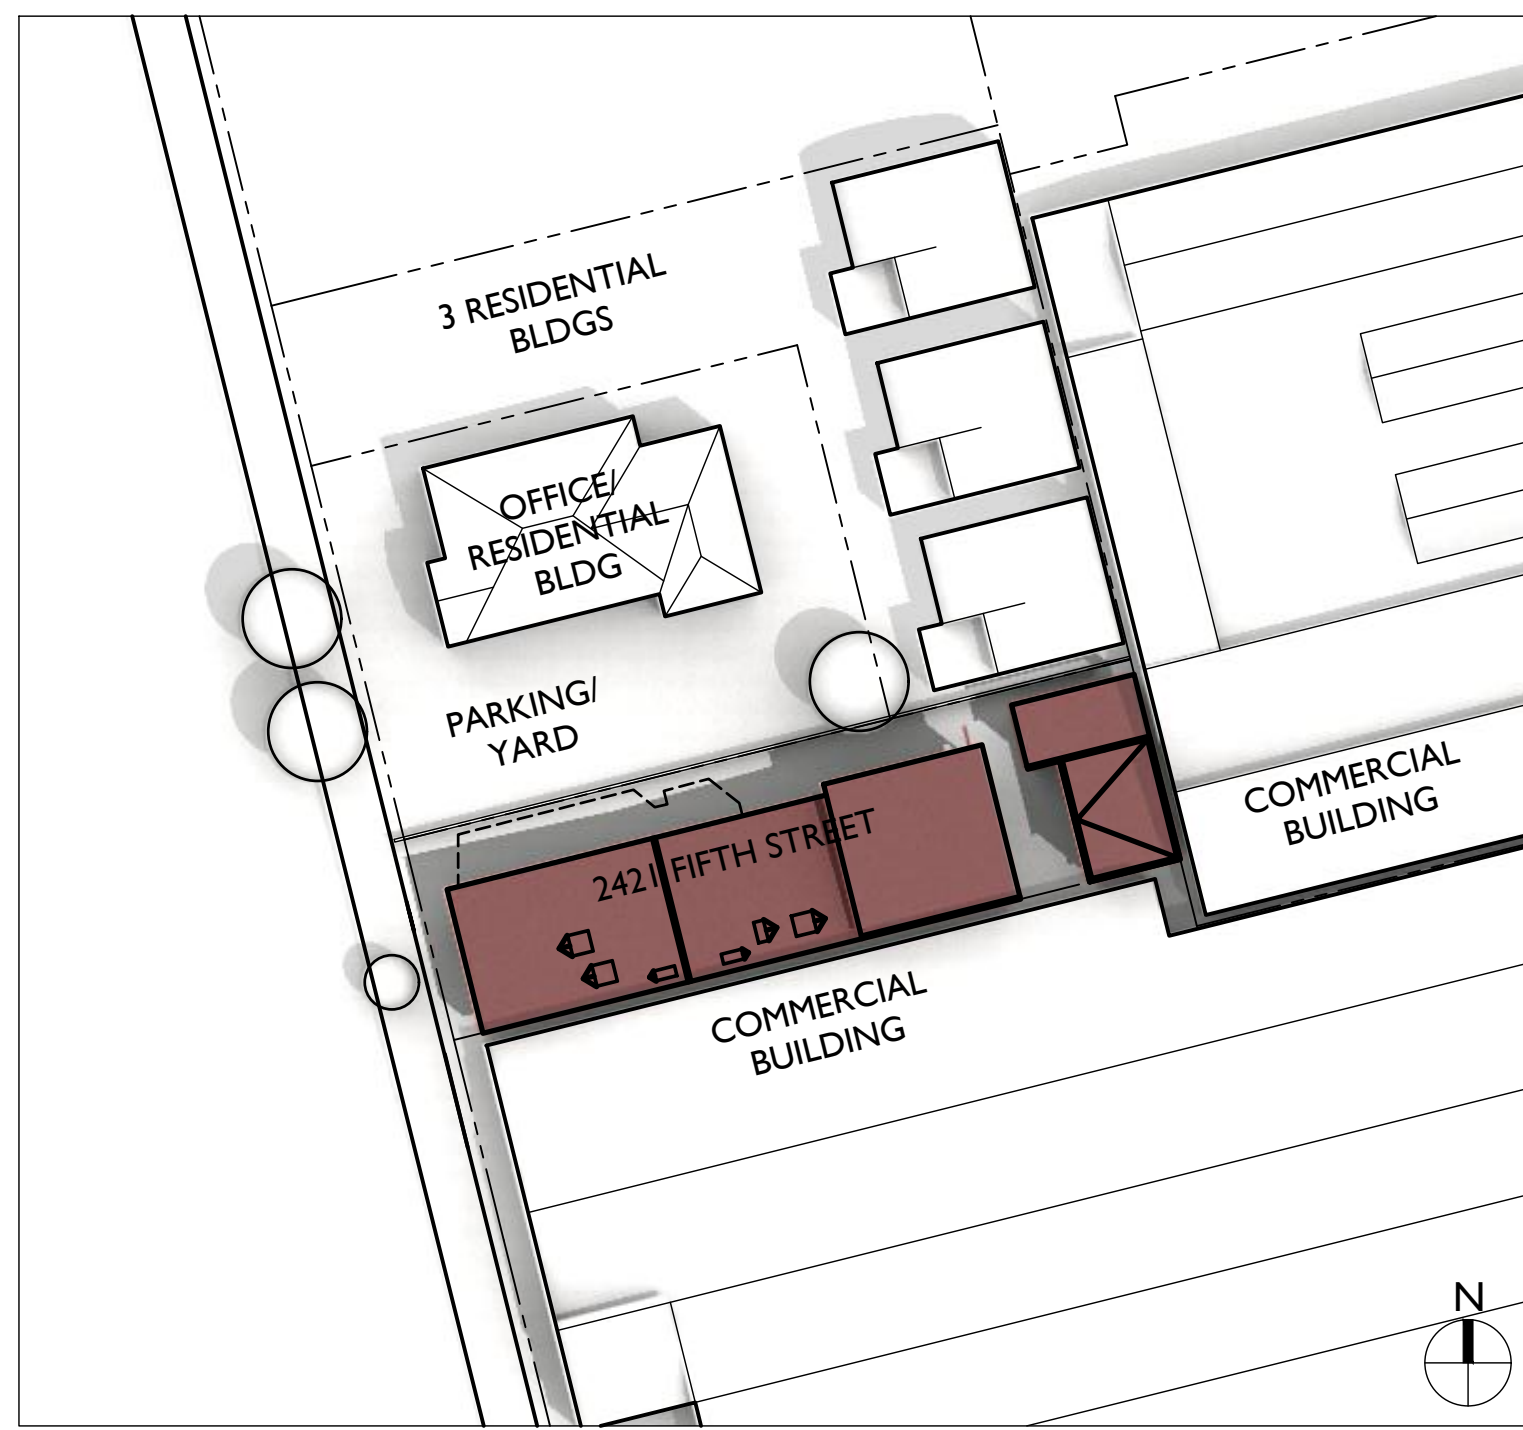 3 RESIDENTIAL
BLDGS
OFFICE/
RESIDENTIAL
BLDG
PARKING/
YARD
2421 FIFTH STREET
COMMERCIAL
BUILDING
COMMERCIAL
BUILDING
N